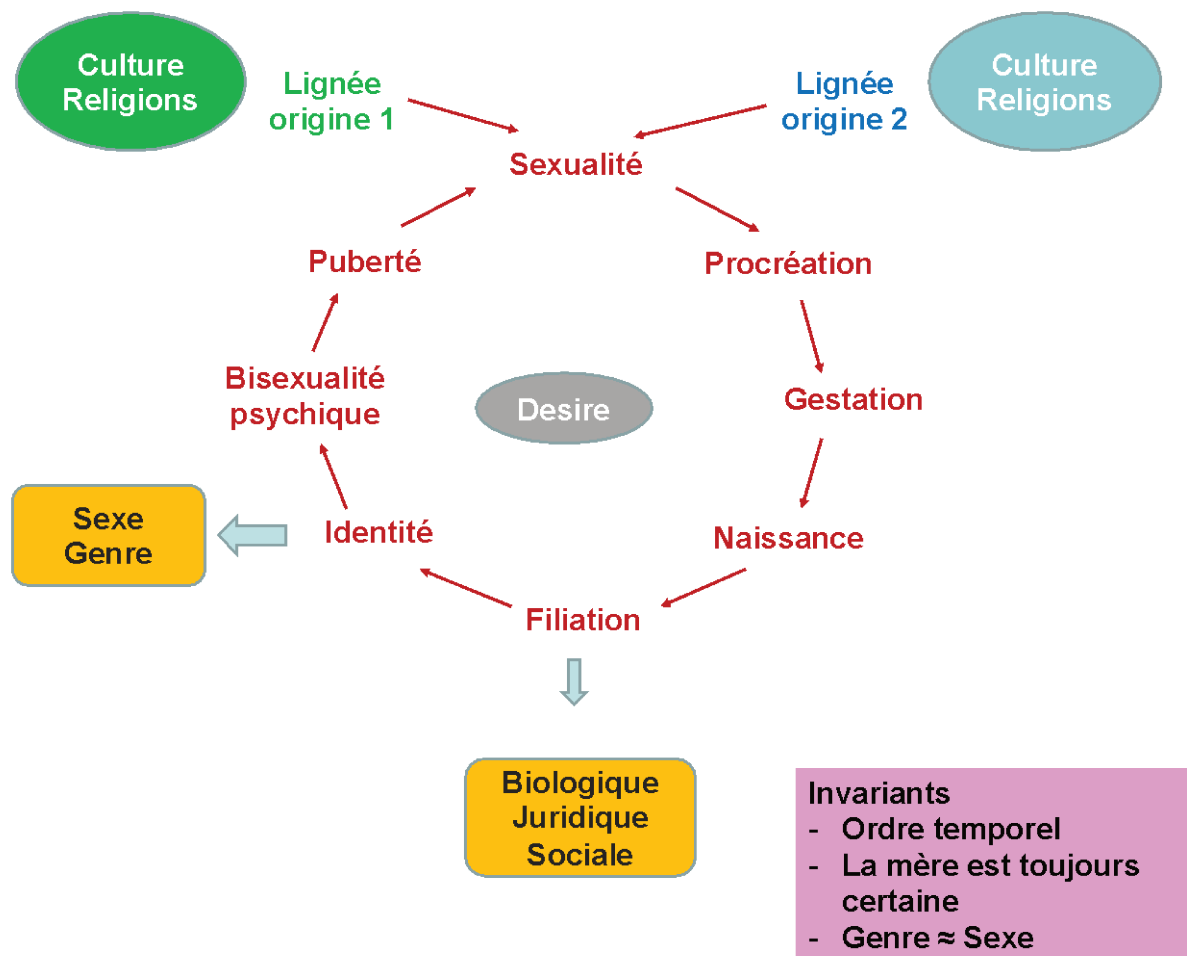 Culture
Religions
Lignée
origine 1
Lignée
origine 2
Culture
Religions
Sexualité
Puberté
Procréation
Bisexualité
psychique
Desire
Gestation
Sexe
Genre
Identité
Naissance
Filiation
Biologique
Juridique
Sociale
Invariants
- Ordre temporel
- La mère est toujours
certaine
- Genre ≈ Sexe